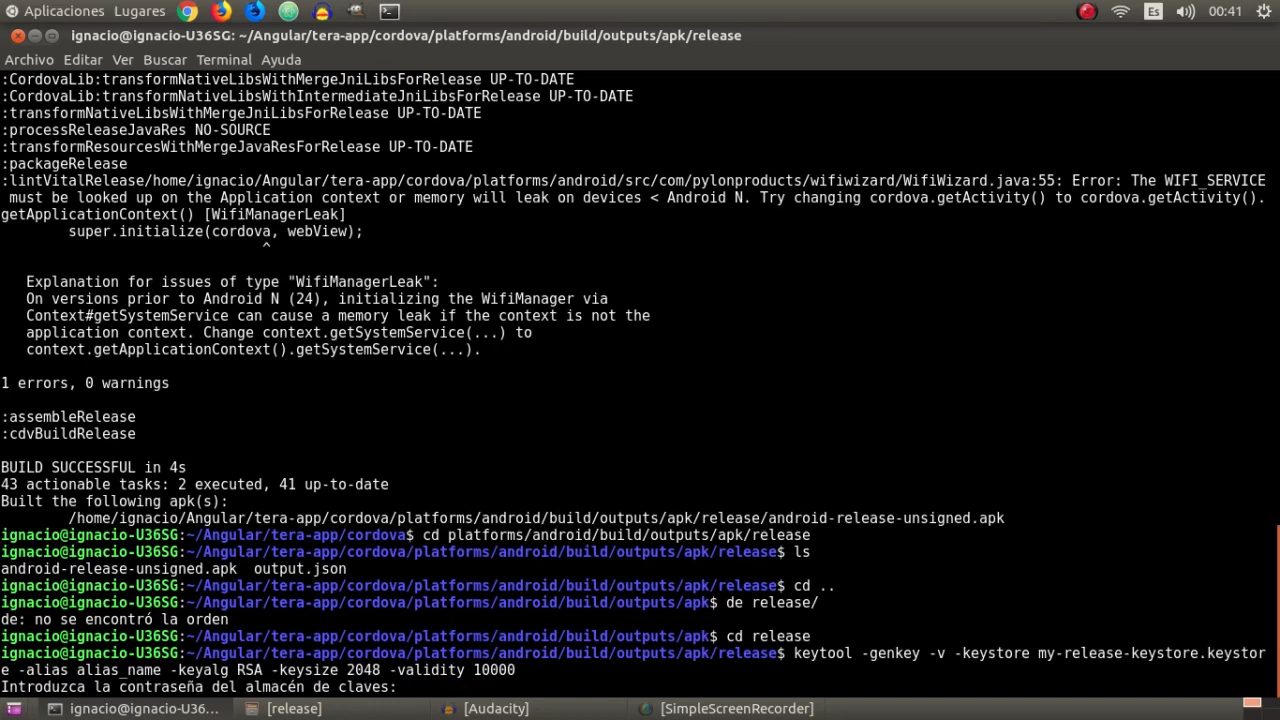 Aplicaciones Lugares Es 00:41
ignacio@ignacio-U36SG: ~/Angular/tera-app/cordova/platforms/android/build/outputs/apk/release
Archivo Editar Ver Buscar Terminal Ayuda
:CordovaLib:transformNativeLibsWithMergeJniLibsForRelease UP-TO-DATE
:CordovaLib:transformNativeLibsWithIntermediateJniLibsForRelease UP-TO-DATE
:transformNativeLibsWithMergeJniLibsForRelease UP-TO-DATE
:processReleaseJavaRes NO-SOURCE
:transformResourcesWithMergeJavaResForRelease UP-TO-DATE
:packageRelease
:lintVitalRelease/home/ignacio/Angular/tera-app/cordova/platforms/android/src/com/pylonproducts/wifiwizard/WifiWizard.java:55: Error: The WIFI_SERVICE
must be looked up on the Application context or memory will leak on devices < Android N. Try changing cordova.getActivity() to cordova.getActivity().
getApplicationContext() [WifiManagerLeak]
super.initialize(cordova, webView);
^
Explanation for issues of type "WifiManagerLeak":
On versions prior to Android N (24), initializing the WifiManager via
Context#getSystemService can cause a memory leak if the context is not the
application context. Change context.getSystemService(...) to
context.getApplicationContext().getSystemService(...).
1 errors, 0 warnings
:assembleRelease
:cdvBuildRelease
BUILD SUCCESSFUL in 4s
43 actionable tasks: 2 executed, 41 up-to-date
Built the following apk(s):
/home/ignacio/Angular/tera-app/cordova/platforms/android/build/outputs/apk/release/android-release-unsigned.apk
ignacio@ignacio-U36SG:~/Angular/tera-app/cordova$ cd platforms/android/build/outputs/apk/release
ignacio@ignacio-U36SG:~/Angular/tera-app/cordova/platforms/android/build/outputs/apk/release$ ls
android-release-unsigned.apk  output.json
ignacio@ignacio-U36SG:~/Angular/tera-app/cordova/platforms/android/build/outputs/apk/release$ cd ..
ignacio@ignacio-U36SG:~/Angular/tera-app/cordova/platforms/android/build/outputs/apk$ de release/
de: no se encontró la orden
ignacio@ignacio-U36SG:~/Angular/tera-app/cordova/platforms/android/build/outputs/apk$ cd release
ignacio@ignacio-U36SG:~/Angular/tera-app/cordova/platforms/android/build/outputs/apk/release$ keytool -genkey -v -keystore my-release-keystore.keystor
e -alias alias_name -keyalg RSA -keysize 2048 -validity 10000
Introduzca la contraseña del almacén de claves:
ignacio@ignacio-U36... [release] [Audacity] [SimpleScreenRecorder]